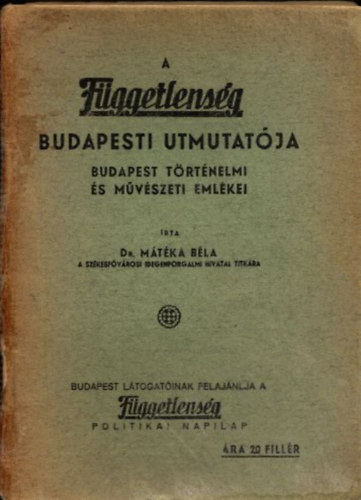 A
Függetlenség
BUDAPESTI UTMUTATÓJA
BUDAPEST TÖRTÉNELMI
ÉS MŰVÉSZETI EMLÉKEI
ÍRTA
DR. MÁTÉKA BÉLA
A SZÉKESFŐVÁROSI IDEGENFORGALMI HIVATAL TITKÁRA
BUDAPEST LÁTOGATÓINAK FELAJÁNLJA A
Függetlenség
POLITIKAI NAPILAP
ÁRA 20 FILLÉR